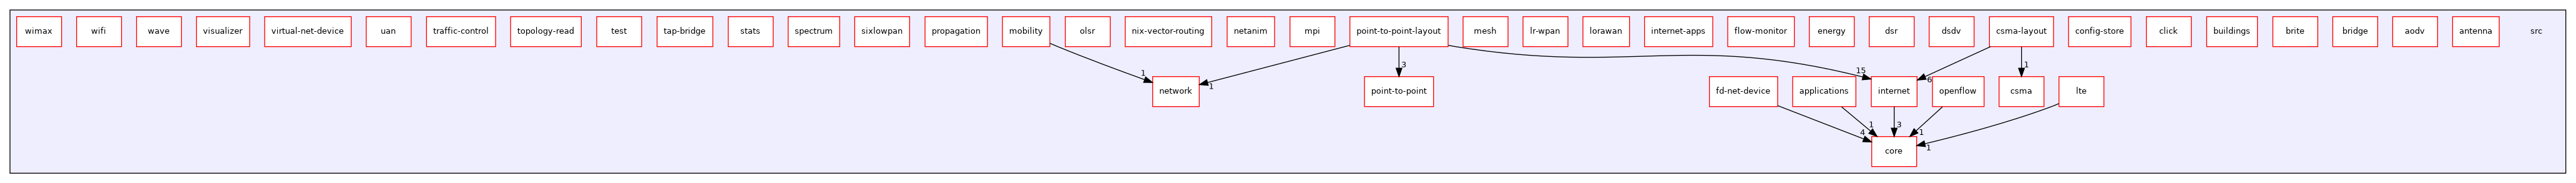 wimax
wifi
wave
visualizer
virtual-net-device
uan
traffic-control
topology-read
test
tap-bridge
stats
spectrum
sixlowpan
propagation
mobility
olsr
nix-vector-routing
netanim
mpi
point-to-point-layout
mesh
lr-wpan
lorawan
internet-apps
flow-monitor
energy
dsr
dsdv
csma-layout
config-store
click
buildings
brite
bridge
aodv
antenna
src
1
1
3
15
6
1
network
point-to-point
fd-net-device
applications
internet
openflow
csma
lte
4
1
3
1
1
core